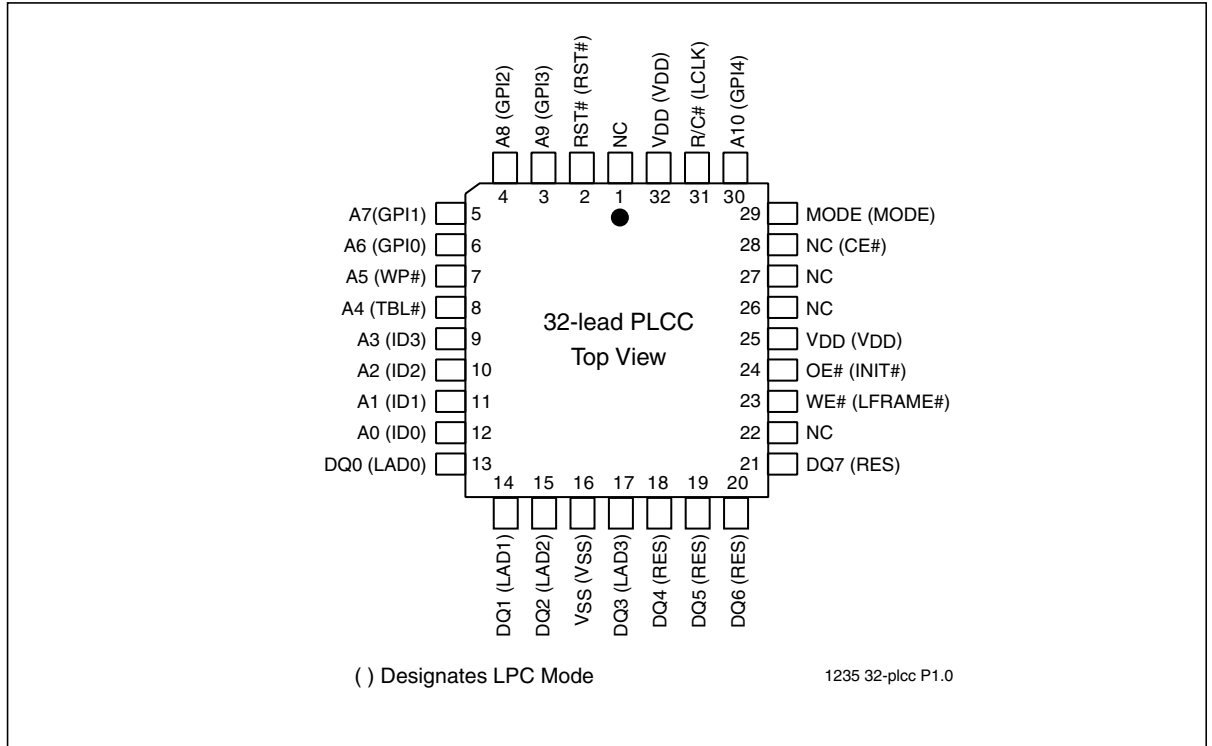 A8 (GPI2)
A9 (GPI3)
RST# (RST#)
NC
VDD (VDD)
R/C# (LCLK)
A10 (GPI4)
4
3
2
1
32
31
30
A7(GPI1)
5
A6 (GPI0)
6
A5 (WP#)
7
A4 (TBL#)
8
A3 (ID3)
9
A2 (ID2)
10
A1 (ID1)
11
A0 (ID0)
12
DQ0 (LAD0)
13
32-lead PLCC
Top View
29
MODE (MODE)
28
NC (CE#)
27
NC
26
NC
25
VDD (VDD)
24
OE# (INIT#)
23
WE# (LFRAME#)
22
NC
21
DQ7 (RES)
14
15
16
17
18
19
20
DQ1 (LAD1)
DQ2 (LAD2)
VSS (VSS)
DQ3 (LAD3)
DQ4 (RES)
DQ5 (RES)
DQ6 (RES)
( ) Designates LPC Mode
1235 32-plcc P1.0